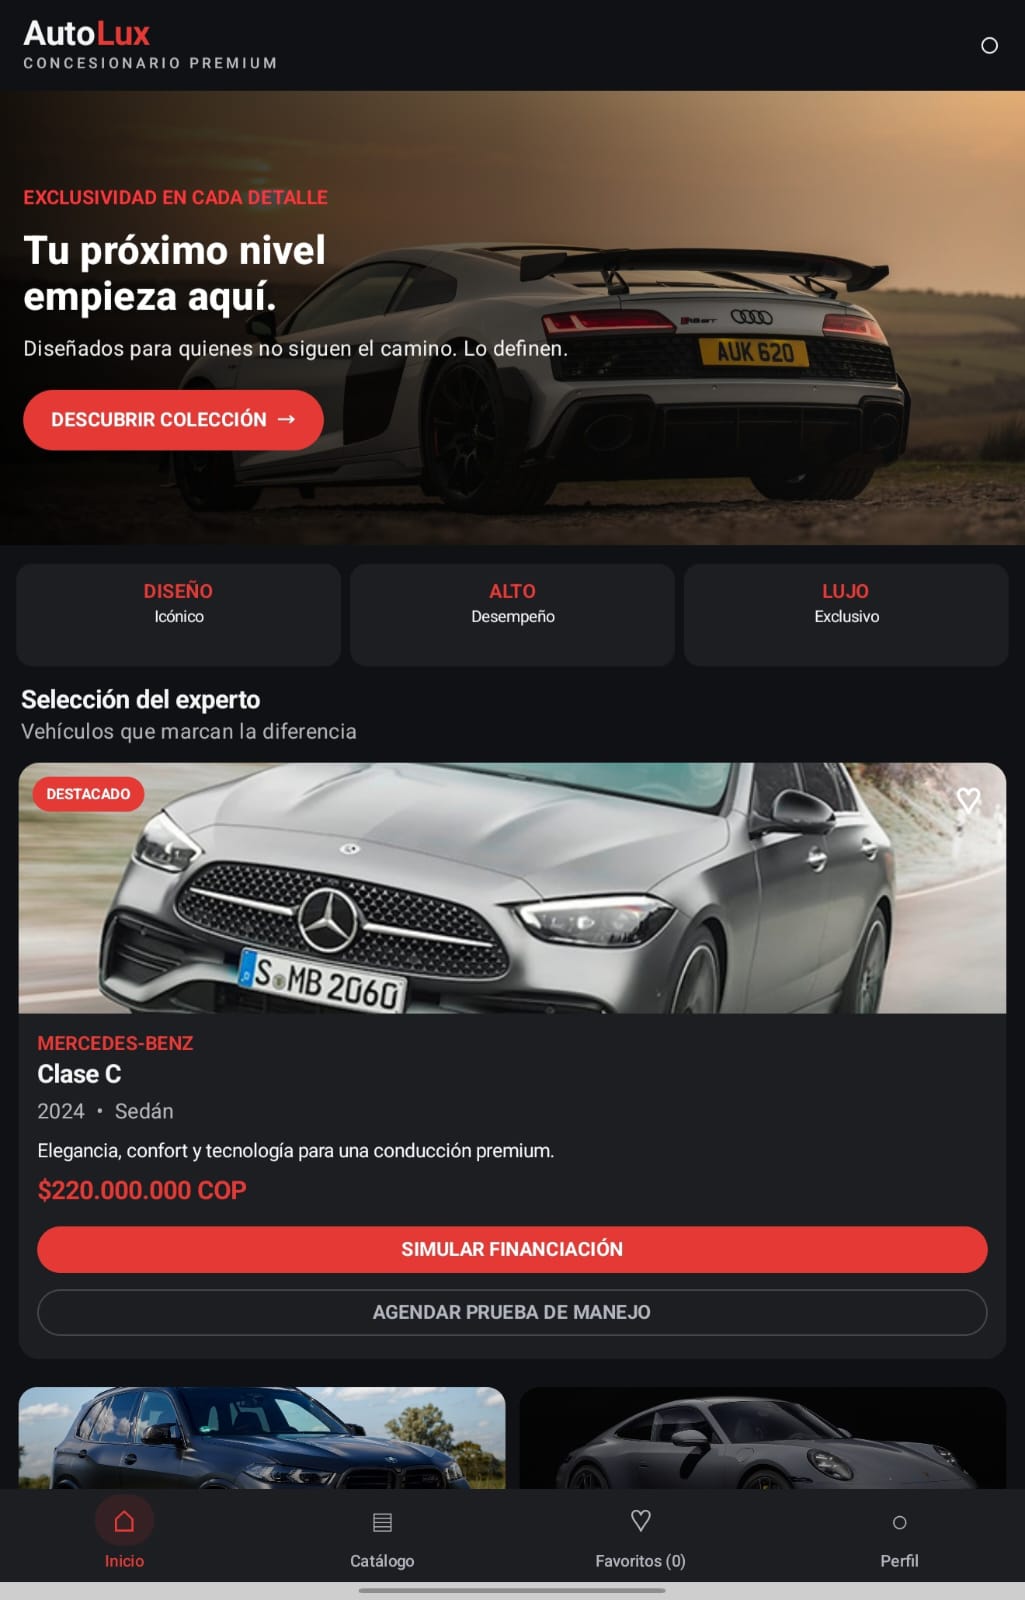 AutoLux
CONCESIONARIO PREMIUM
EXCLUSIVIDAD EN CADA DETALLE
Tu próximo nivel
empieza aquí.
Diseñados para quienes no siguen el camino. Lo definen.
DESCUBRIR COLECCIÓN →
AUK 620
DISEÑO
Icónico
ALTO
Desempeño
LUJO
Exclusivo
Selección del experto
Vehículos que marcan la diferencia
DESTACADO
S MB 2060
MERCEDES-BENZ
Clase C
2024 • Sedán
Elegancia, confort y tecnología para una conducción premium.
$220.000.000 COP
SIMULAR FINANCIACIÓN
AGENDAR PRUEBA DE MANEJO
Inicio
Catálogo
Favoritos (0)
Perfil